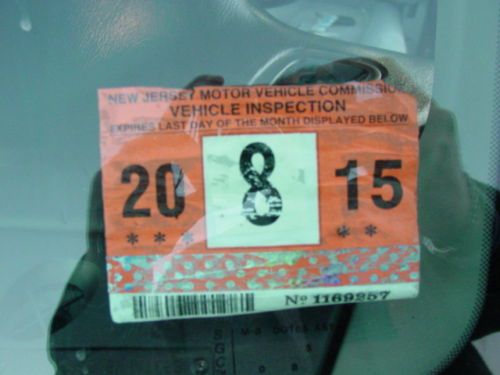 NEW JERSEY MOTOR VEHICLE COMMISSION
VEHICLE INSPECTION
EXPIRES LAST DAY OF THE MONTH DISPLAYED BELOW
20 8 15
* * * * *
Nº 1169257